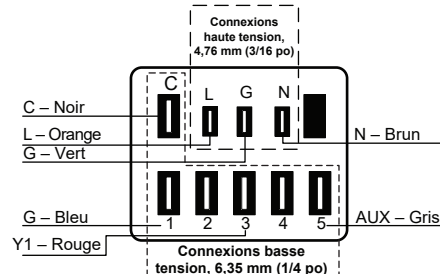 Connexions
haute tension,
4,76 mm (3/16 po)
C
L G N
C – Noir
L – Orange
G – Vert
N – Brun
1 2 3 4 5
G – Bleu
AUX – Gris
Y1 – Rouge
Connexions basse
tension, 6,35 mm (1/4 po)